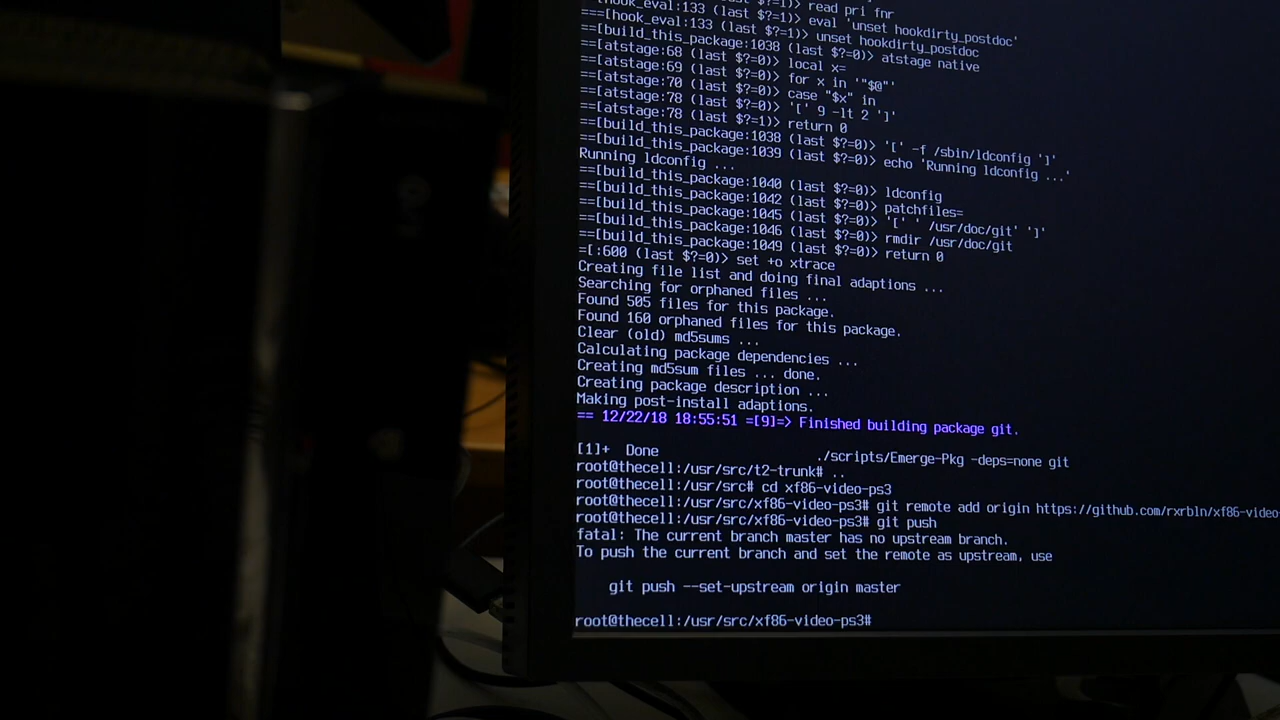 read pri fnr
[hook_eval:133 (last $?=1)> eval 'unset hookdirty_postdoc'
===[hook_eval:133 (last $?=1)> unset hookdirty_postdoc
==[build_this_package:1038 (last $?=0)> atstage native
==[atstage:68 (last $?=0)> local x=
==[atstage:69 (last $?=0)> for x in '"$@"'
==[atstage:70 (last $?=0)> case "$x" in
==[atstage:78 (last $?=0)> '[' 9 -lt 2 ']'
==[atstage:78 (last $?=1)> return 0
==[build_this_package:1038 (last $?=0)> '[' -f /sbin/ldconfig ']'
==[build_this_package:1039 (last $?=0)> echo 'Running ldconfig ...'
Running ldconfig ...
==[build_this_package:1040 (last $?=0)> ldconfig
==[build_this_package:1042 (last $?=0)> patchfiles=
==[build_this_package:1045 (last $?=0)> '[' ' /usr/doc/git' ']'
==[build_this_package:1046 (last $?=0)> rmdir /usr/doc/git
==[build_this_package:1049 (last $?=0)> return 0
=[:600 (last $?=0)> set +o xtrace
Creating file list and doing final adaptions ...
Searching for orphaned files ...
Found 505 files for this package.
Found 160 orphaned files for this package.
Clear (old) md5sums ...
Calculating package dependencies ...
Creating md5sum files ... done.
Creating package description ...
Making post-install adaptions.
== 12/22/18 18:55:51 =[9]=> Finished building package git.
[1]+  Done                    ./scripts/Emerge-Pkg -deps=none git
root@thecell:/usr/src/t2-trunk# ..
root@thecell:/usr/src# cd xf86-video-ps3
root@thecell:/usr/src/xf86-video-ps3# git remote add origin https://github.com/rxrbln/xf86-video-
root@thecell:/usr/src/xf86-video-ps3# git push
fatal: The current branch master has no upstream branch.
To push the current branch and set the remote as upstream, use
git push --set-upstream origin master
root@thecell:/usr/src/xf86-video-ps3#